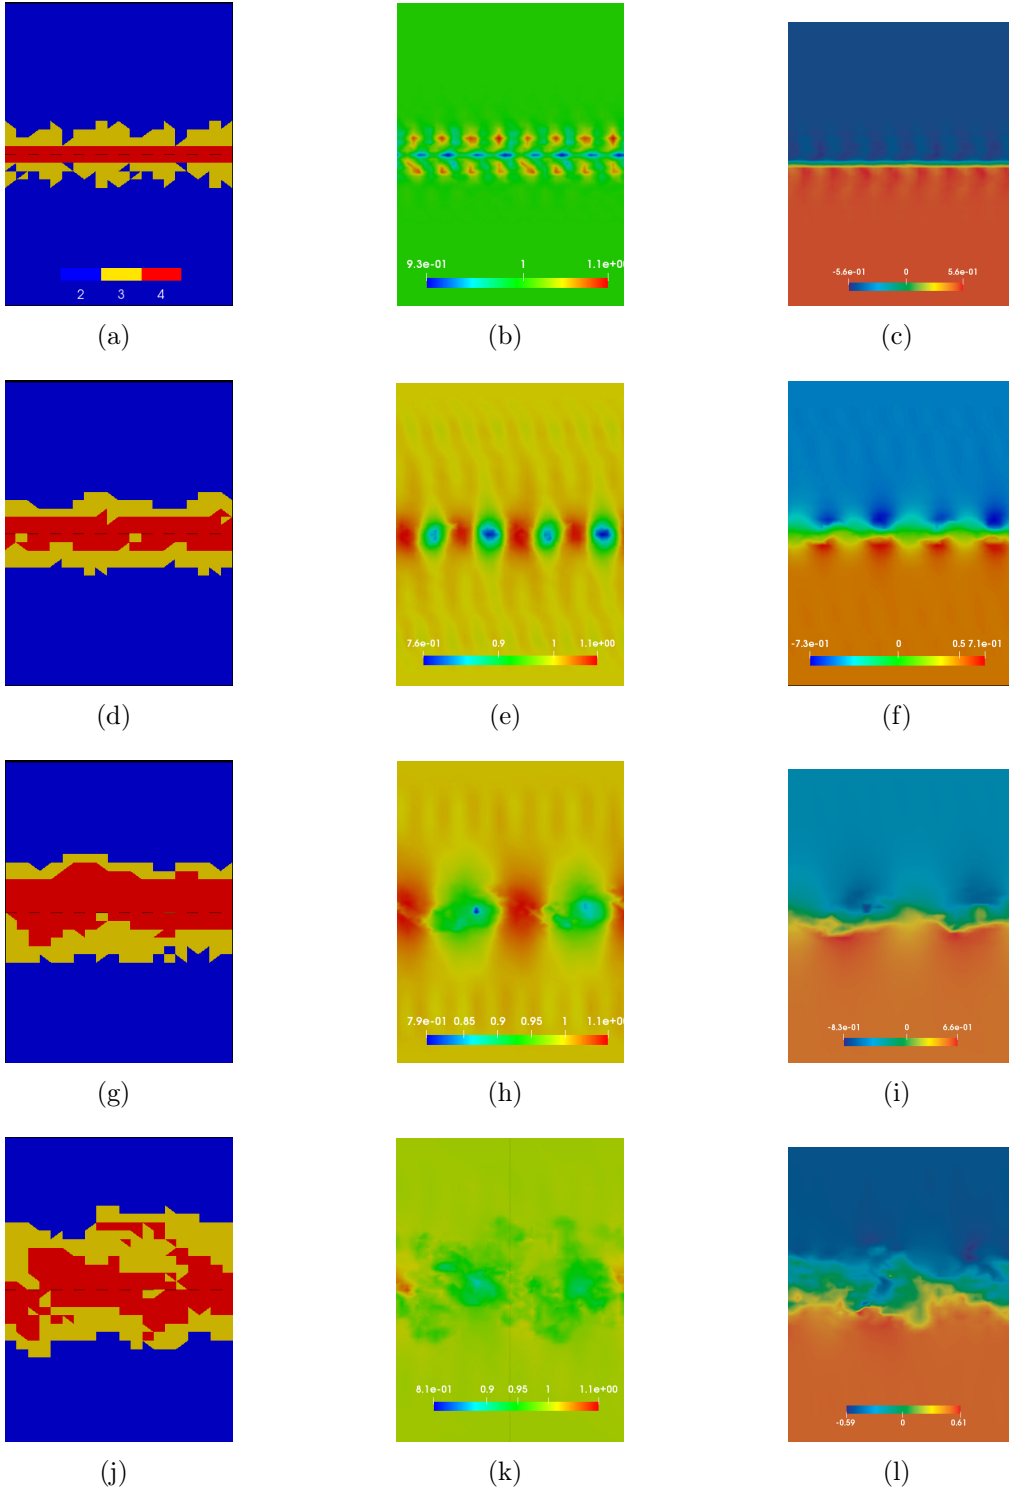 2 3 4
9.3e-01 1 1.1e+00
-5.6e-01 0 5.6e-01
(a) (b) (c)
7.6e-01 0.9 1 1.1e+00
-7.3e-01 0 0.5 7.1e-01
(d) (e) (f)
7.9e-01 0.85 0.9 0.95 1 1.1e+00
-8.3e-01 0 6.6e-01
(g) (h) (i)
8.1e-01 0.9 0.95 1 1.1e+00
-0.59 0 0.61
(j) (k) (l)